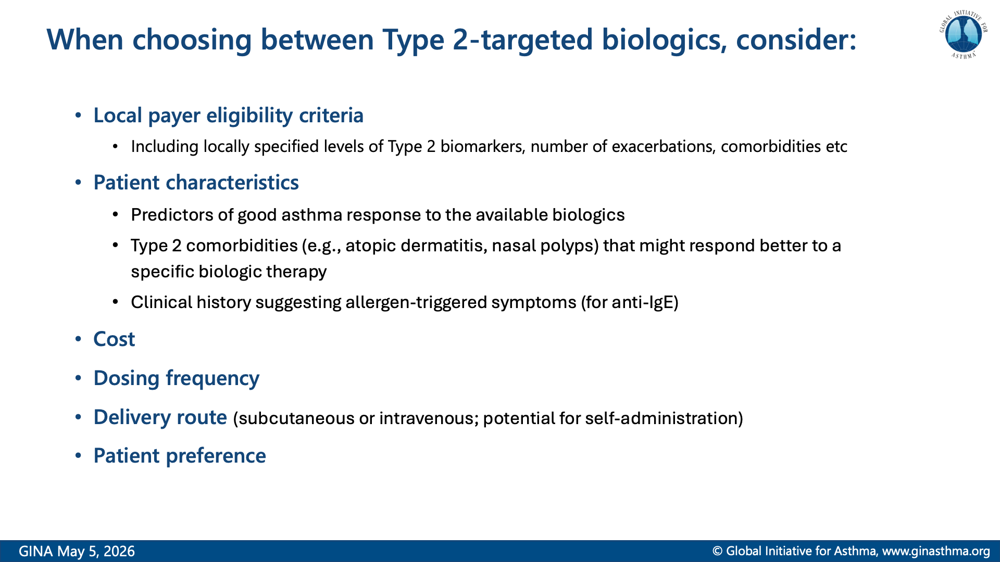 When choosing between Type 2-targeted biologics, consider:
GLOBAL INITIATIVE FOR
ASTHMA
• Local payer eligibility criteria
• Including locally specified levels of Type 2 biomarkers, number of exacerbations, comorbidities etc
• Patient characteristics
• Predictors of good asthma response to the available biologics
• Type 2 comorbidities (e.g., atopic dermatitis, nasal polyps) that might respond better to a
specific biologic therapy
• Clinical history suggesting allergen-triggered symptoms (for anti-IgE)
• Cost
• Dosing frequency
• Delivery route (subcutaneous or intravenous; potential for self-administration)
• Patient preference
GINA May 5, 2026
© Global Initiative for Asthma, www.ginasthma.org